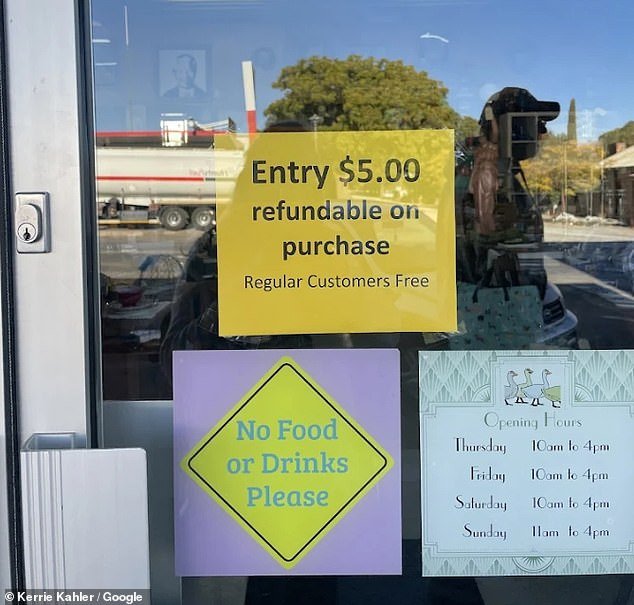 Entry $5.00
refundable on
purchase
Regular Customers Free
No Food
or Drinks
Please
Opening Hours
Thursday 10am to 4pm
Friday 10am to 4pm
Saturday 10am to 4pm
Sunday 11am to 4pm
© Kerrie Kahler / Google